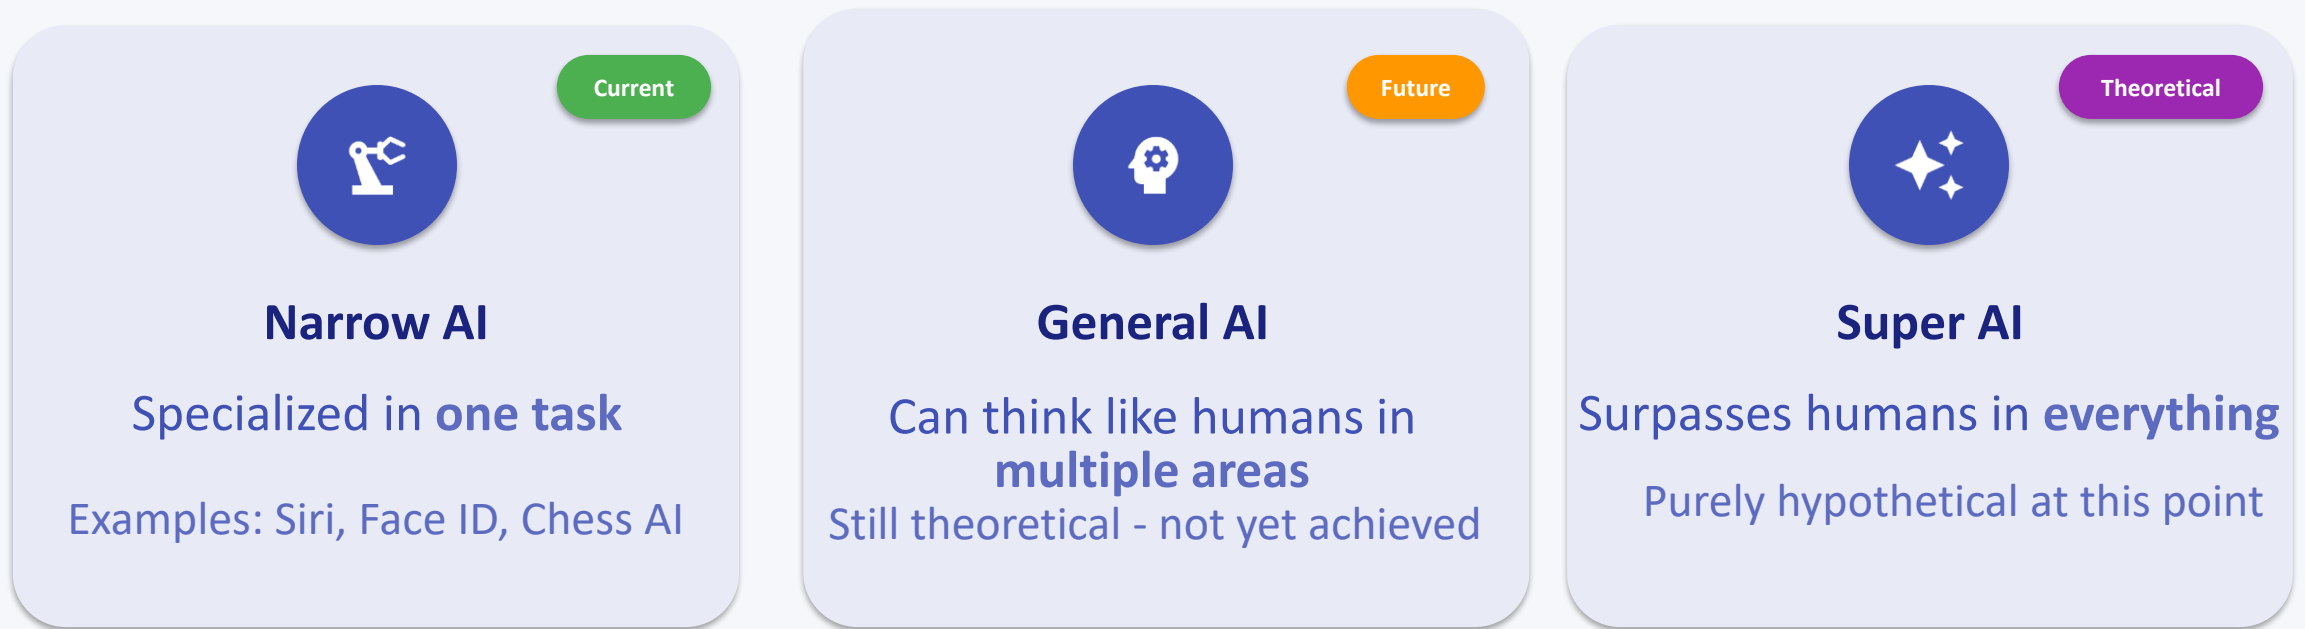 Current
Narrow AI
Specialized in one task
Examples: Siri, Face ID, Chess AI
Future
General AI
Can think like humans in
multiple areas
Still theoretical - not yet achieved
Theoretical
Super AI
Surpasses humans in everything
Purely hypothetical at this point